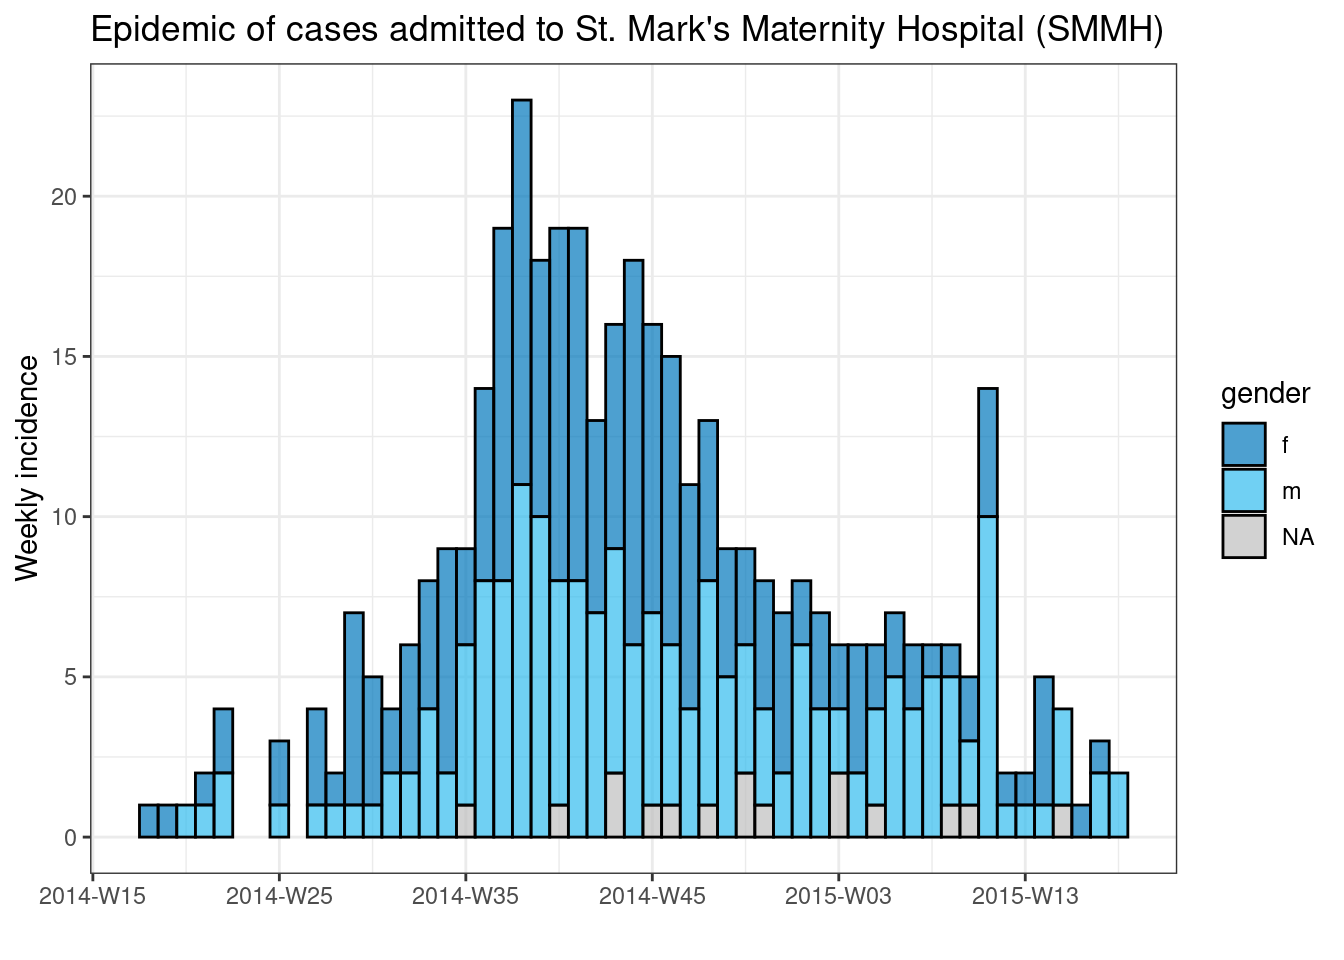 Epidemic of cases admitted to St. Mark's Maternity Hospital (SMMH)
Weekly incidence
20
15
10
5
0
2014-W15 2014-W25 2014-W35 2014-W45 2015-W03 2015-W13
gender
f
m
NA